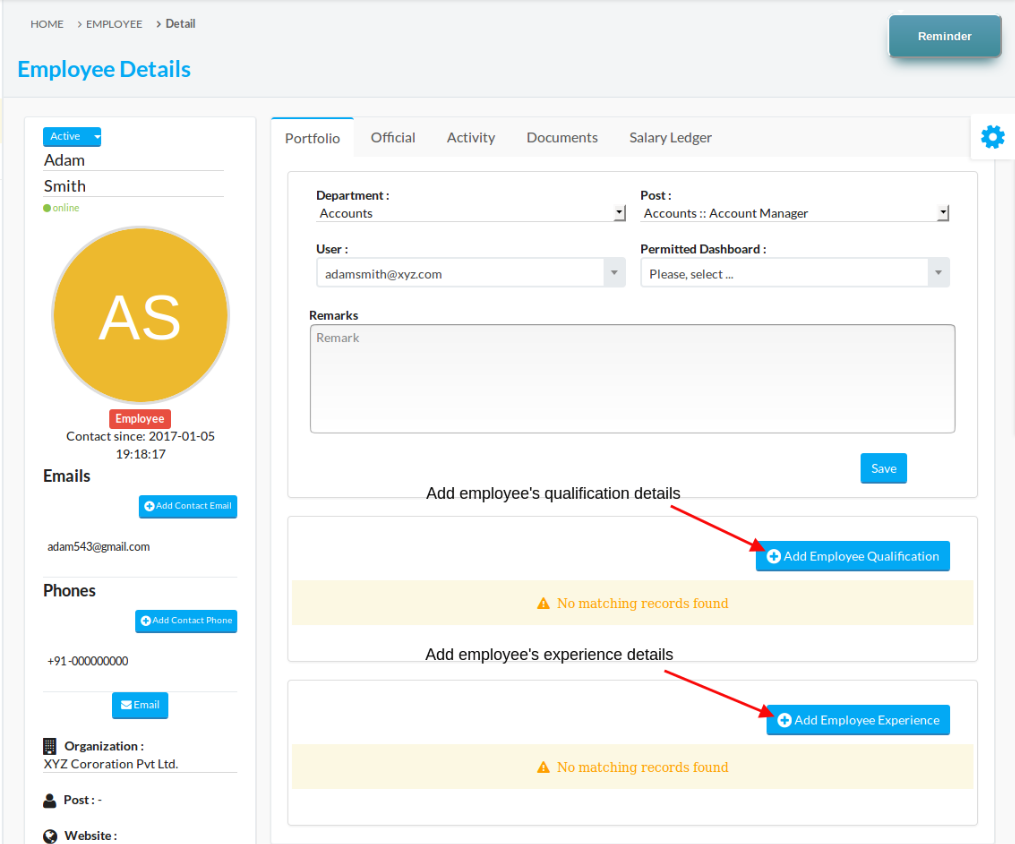 HOME > EMPLOYEE > Detail
Reminder
Employee Details
Active
Adam
Smith
online
AS
Employee
Contact since: 2017-01-05
19:18:17
Emails
Add Contact Email
adam543@gmail.com
Phones
Add Contact Phone
+91-000000000
Email
Organization :
XYZ Cororation Pvt Ltd.
Post : -
Website :
Portfolio Official Activity Documents Salary Ledger
Department : Post :
Accounts Accounts :: Account Manager
User : Permitted Dashboard :
adamsmith@xyz.com Please, select ...
Remarks
Remark
Save
Add employee's qualification details
Add Employee Qualification
No matching records found
Add employee's experience details
Add Employee Experience
No matching records found